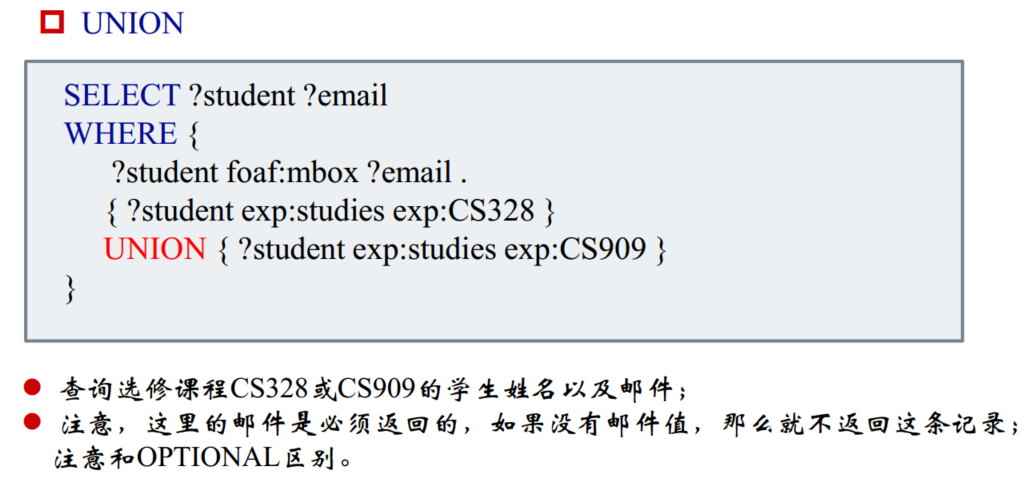 UNION
SELECT ?student ?email
WHERE {
?student foaf:mbox ?email .
{ ?student exp:studies exp:CS328 }
UNION { ?student exp:studies exp:CS909 }
}
查询选修课程CS328或CS909的学生姓名以及邮件；
注意，这里的邮件是必须返回的，如果没有邮件值，那么就不返回这条记录；
注意和OPTIONAL区别。